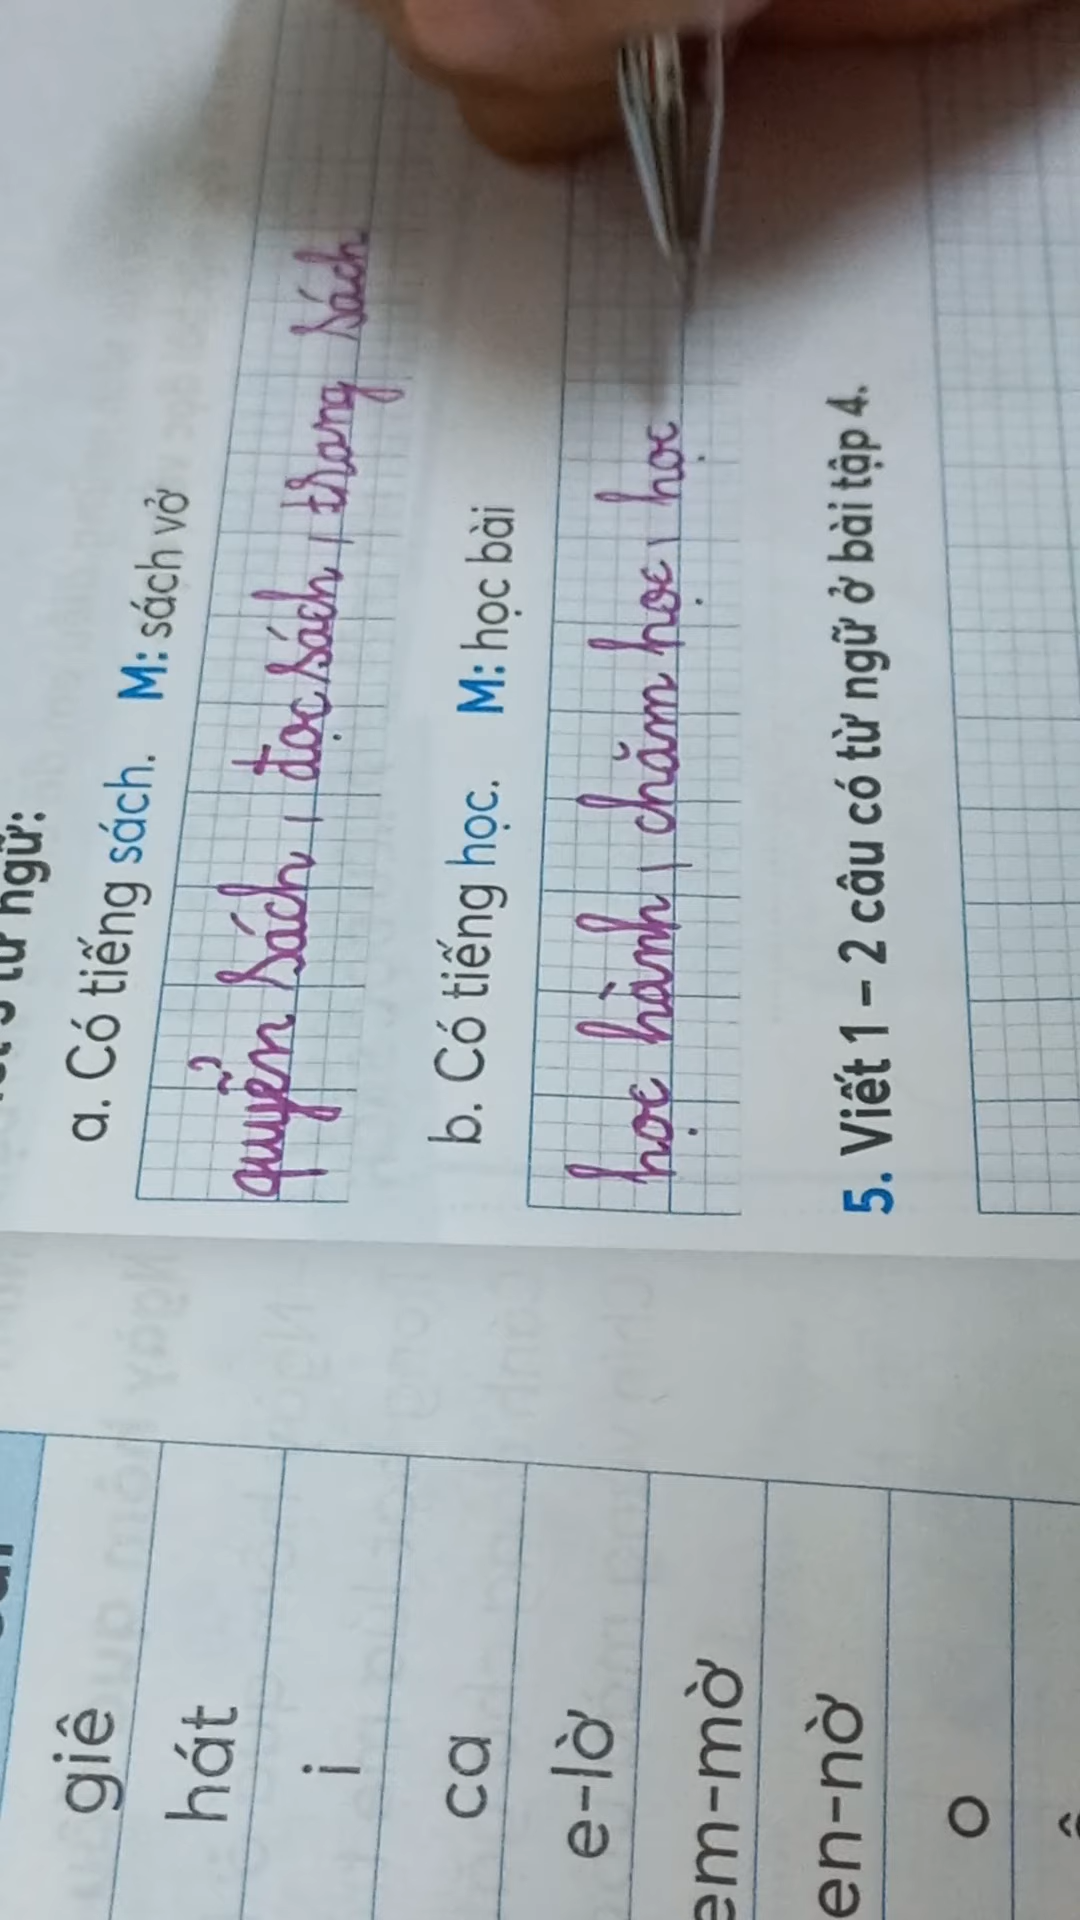 từ ngữ:
a. Có tiếng sách. M: sách vở
quyển sách, đọc sách, trang sách
b. Có tiếng học. M: học bài
học hành, chăm học, học
5. Viết 1 – 2 câu có từ ngữ ở bài tập 4.
giê
hát
i
ca
e-lờ
em-mờ
en-nờ
o